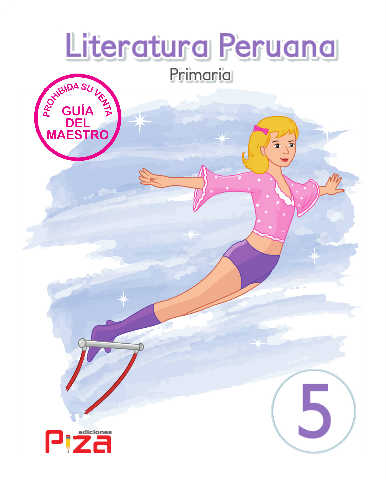 Literatura Peruana
Primaria
PROHIBIDA SU VENTA
GUÍA
DEL
MAESTRO
5
ediciones
PIZA